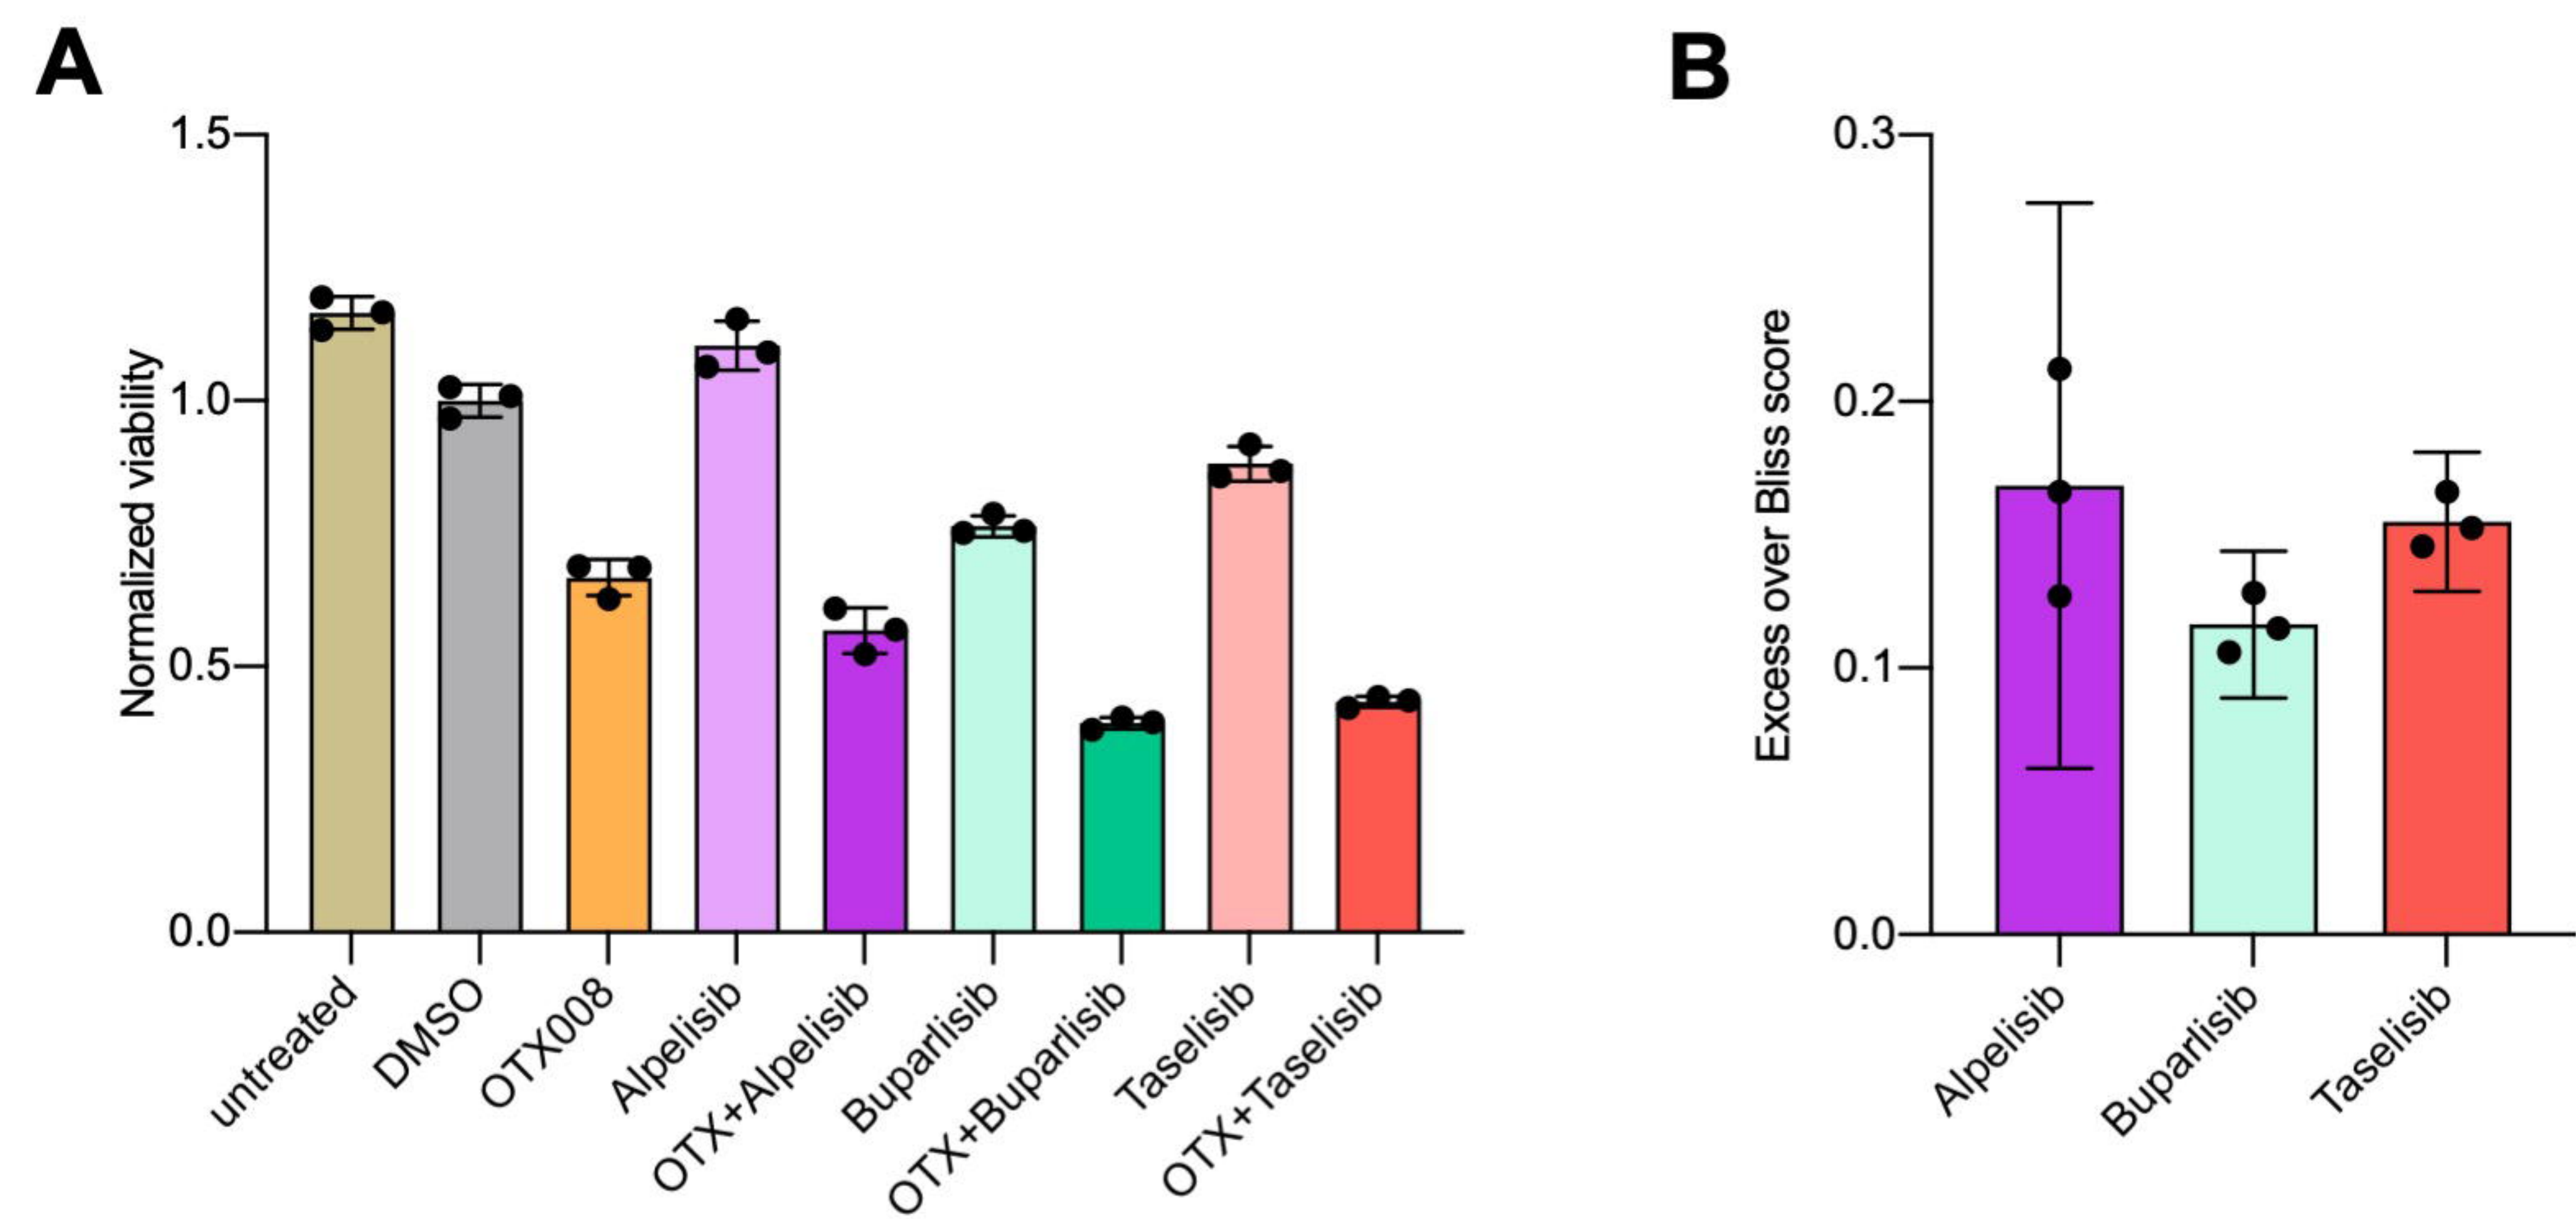 A
Normalized viability
1.5
1.0
0.5
0.0
untreated
DMSO
OTX008
Alpelisib
OTX+Alpelisib
Buparlisib
OTX+Buparlisib
Taselisib
OTX+Taselisib
B
Excess over Bliss score
0.3
0.2
0.1
0.0
Alpelisib
Buparlisib
Taselisib